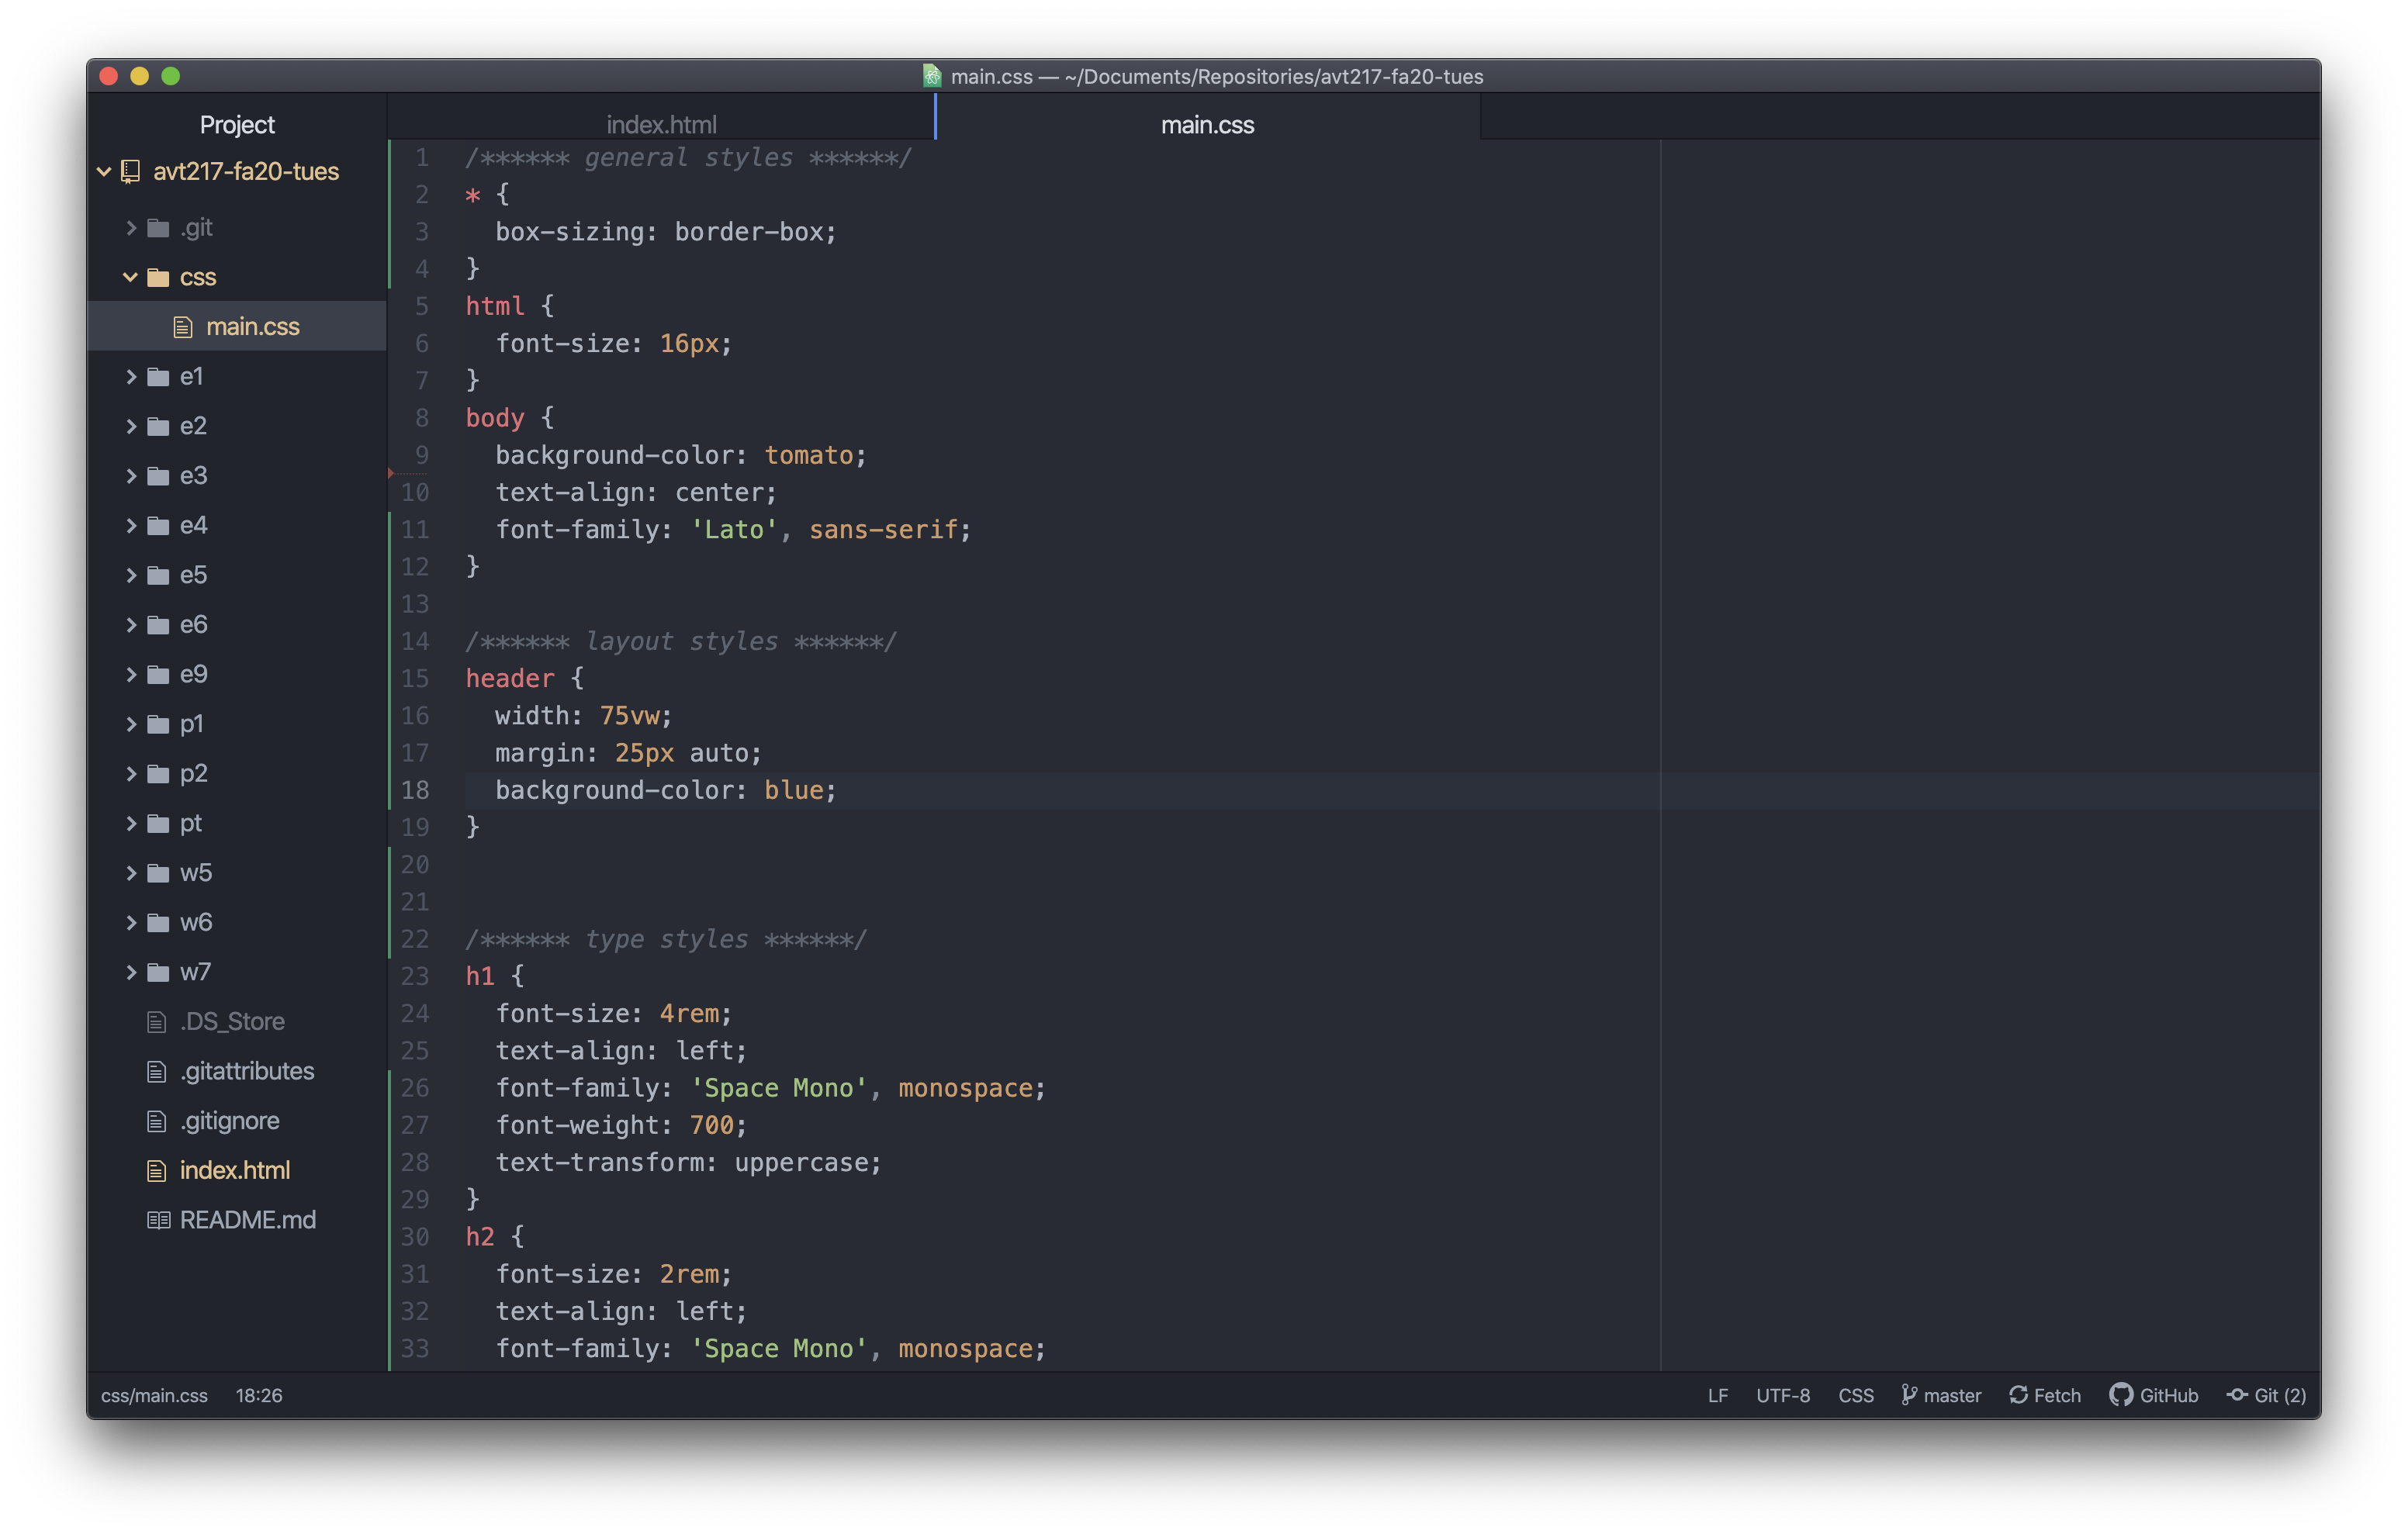 main.css — ~/Documents/Repositories/avt217-fa20-tues
Project
avt217-fa20-tues
.git
css
main.css
e1
e2
e3
e4
e5
e6
e9
p1
p2
pt
w5
w6
w7
.DS_Store
.gitattributes
.gitignore
index.html
README.md
index.html
main.css
1 /****** general styles ******/
2 * {
3   box-sizing: border-box;
4 }
5 html {
6   font-size: 16px;
7 }
8 body {
9   background-color: tomato;
10   text-align: center;
11   font-family: 'Lato', sans-serif;
12 }
13
14 /****** layout styles ******/
15 header {
16   width: 75vw;
17   margin: 25px auto;
18   background-color: blue;
19 }
20
21
22 /****** type styles ******/
23 h1 {
24   font-size: 4rem;
25   text-align: left;
26   font-family: 'Space Mono', monospace;
27   font-weight: 700;
28   text-transform: uppercase;
29 }
30 h2 {
31   font-size: 2rem;
32   text-align: left;
33   font-family: 'Space Mono', monospace;
css/main.css 18:26 LF UTF-8 CSS master Fetch GitHub Git (2)